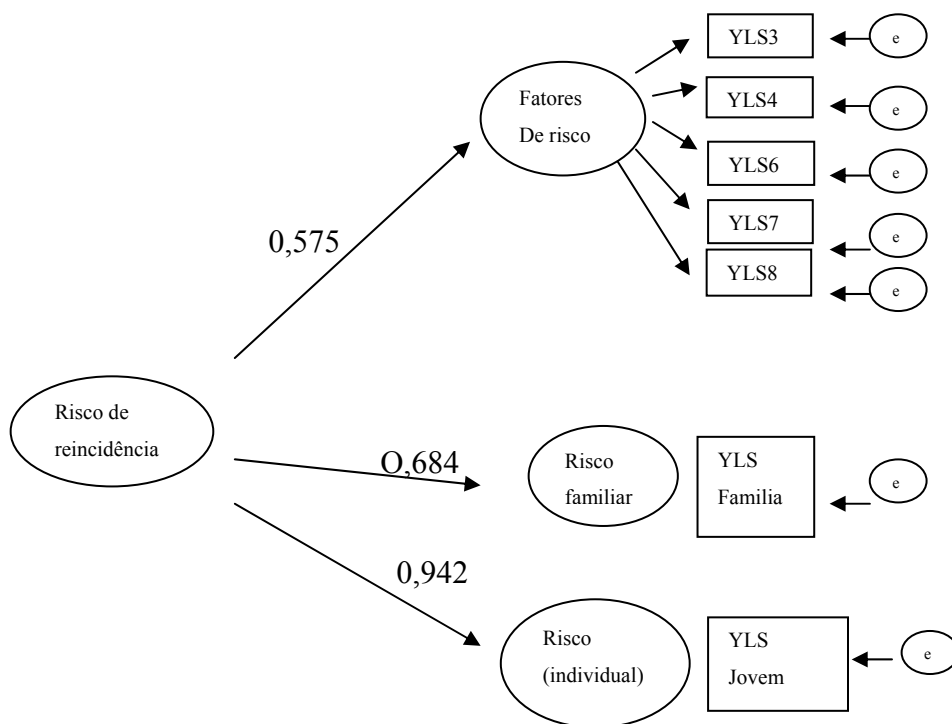 YLS3
e
Fatores
De risco
YLS4
e
YLS6
e
YLS7
e
0,575
YLS8
e
Risco de
reincidência
O,684
Risco
familiar
YLS
Familia
e
0,942
Risco
(individual)
YLS
Jovem
e